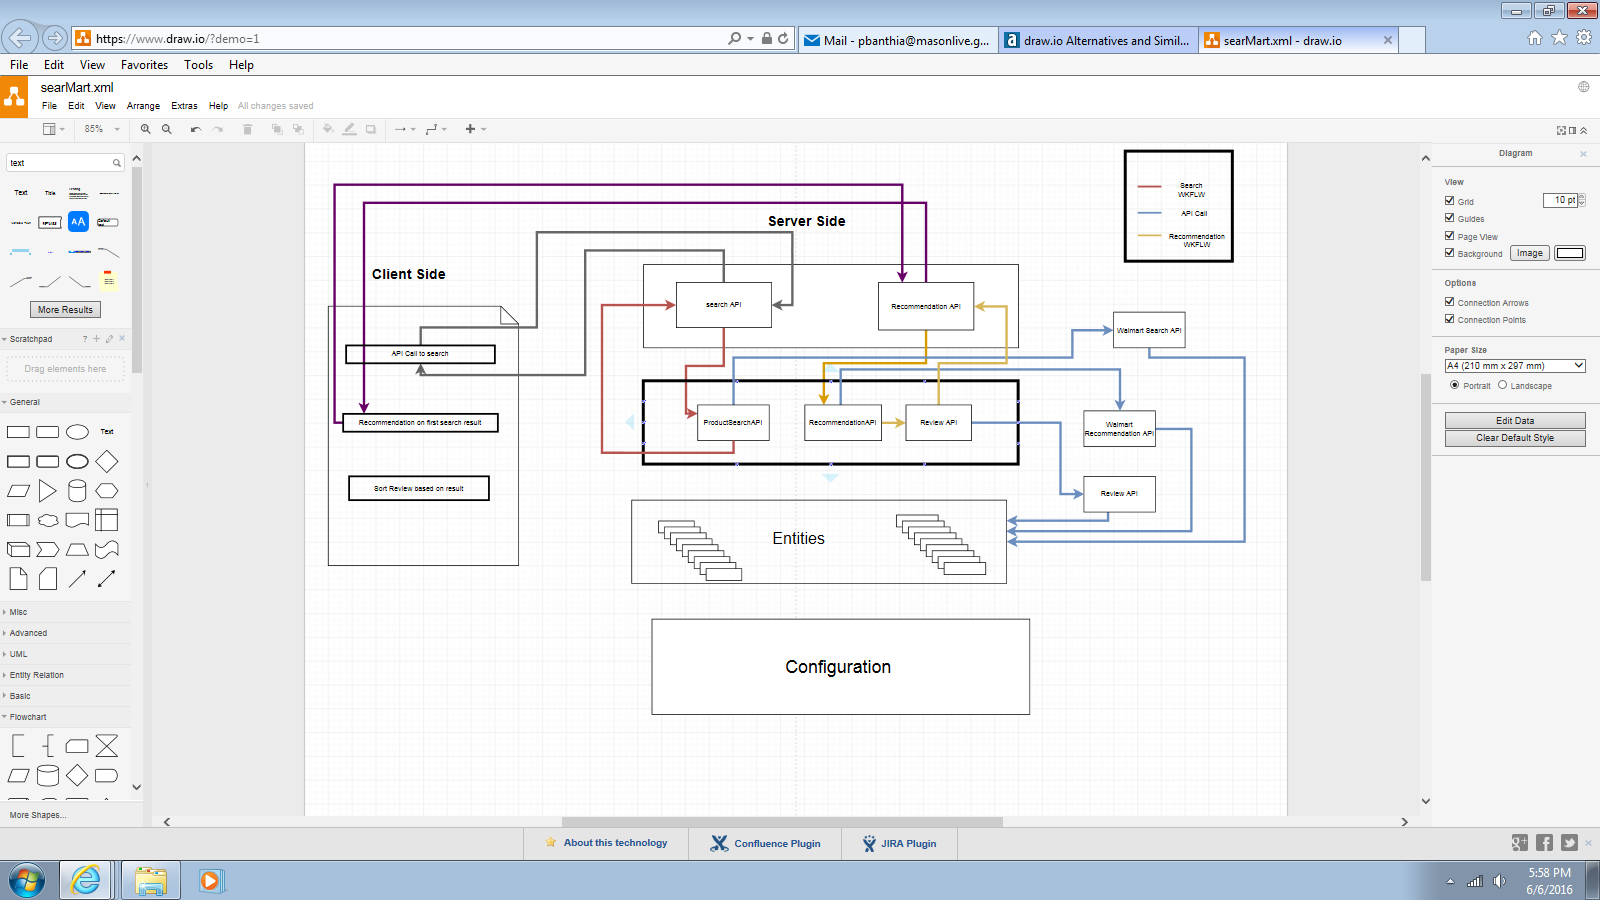 https://www.draw.io/?demo=1
Mail - pbanthia@masonlive.g...
draw.io Alternatives and Simil...
searMart.xml - draw.io
File Edit View Favorites Tools Help
searMart.xml
File Edit View Arrange Extras Help All changes saved
85%
text
Text
Title
AA
More Results
Scratchpad
?
Drag elements here
General
Text
Misc
Advanced
UML
Entity Relation
Basic
Flowchart
More Shapes...
Server Side
Client Side
API Call to search
Recommendation on first search result
Sort Review based on result
search API
Recommendation API
ProductSearchAPI
RecommendationAPI
Review API
Search
WKFLW
API Call
Recommendation
WKFLW
Walmart Search API
Walmart
Recommendation API
Review API
Entities
Configuration
Diagram
View
Grid
10 pt
Guides
Page View
Background
Image
Options
Connection Arrows
Connection Points
Paper Size
A4 (210 mm x 297 mm)
Portrait
Landscape
Edit Data
Clear Default Style
About this technology
Confluence Plugin
JIRA Plugin
5:58 PM
6/6/2016